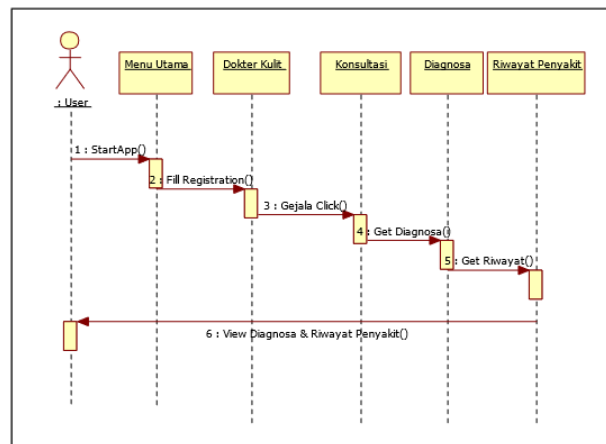 Menu Utama
Dokter Kulit
Konsultasi
Diagnosa
Riwayat Penyakit
: User
1 : StartApp()
2 : Fill Registration()
3 : Gejala Click()
4 : Get Diagnosa()
5 : Get Riwayat()
6 : View Diagnosa & Riwayat Penyakit()